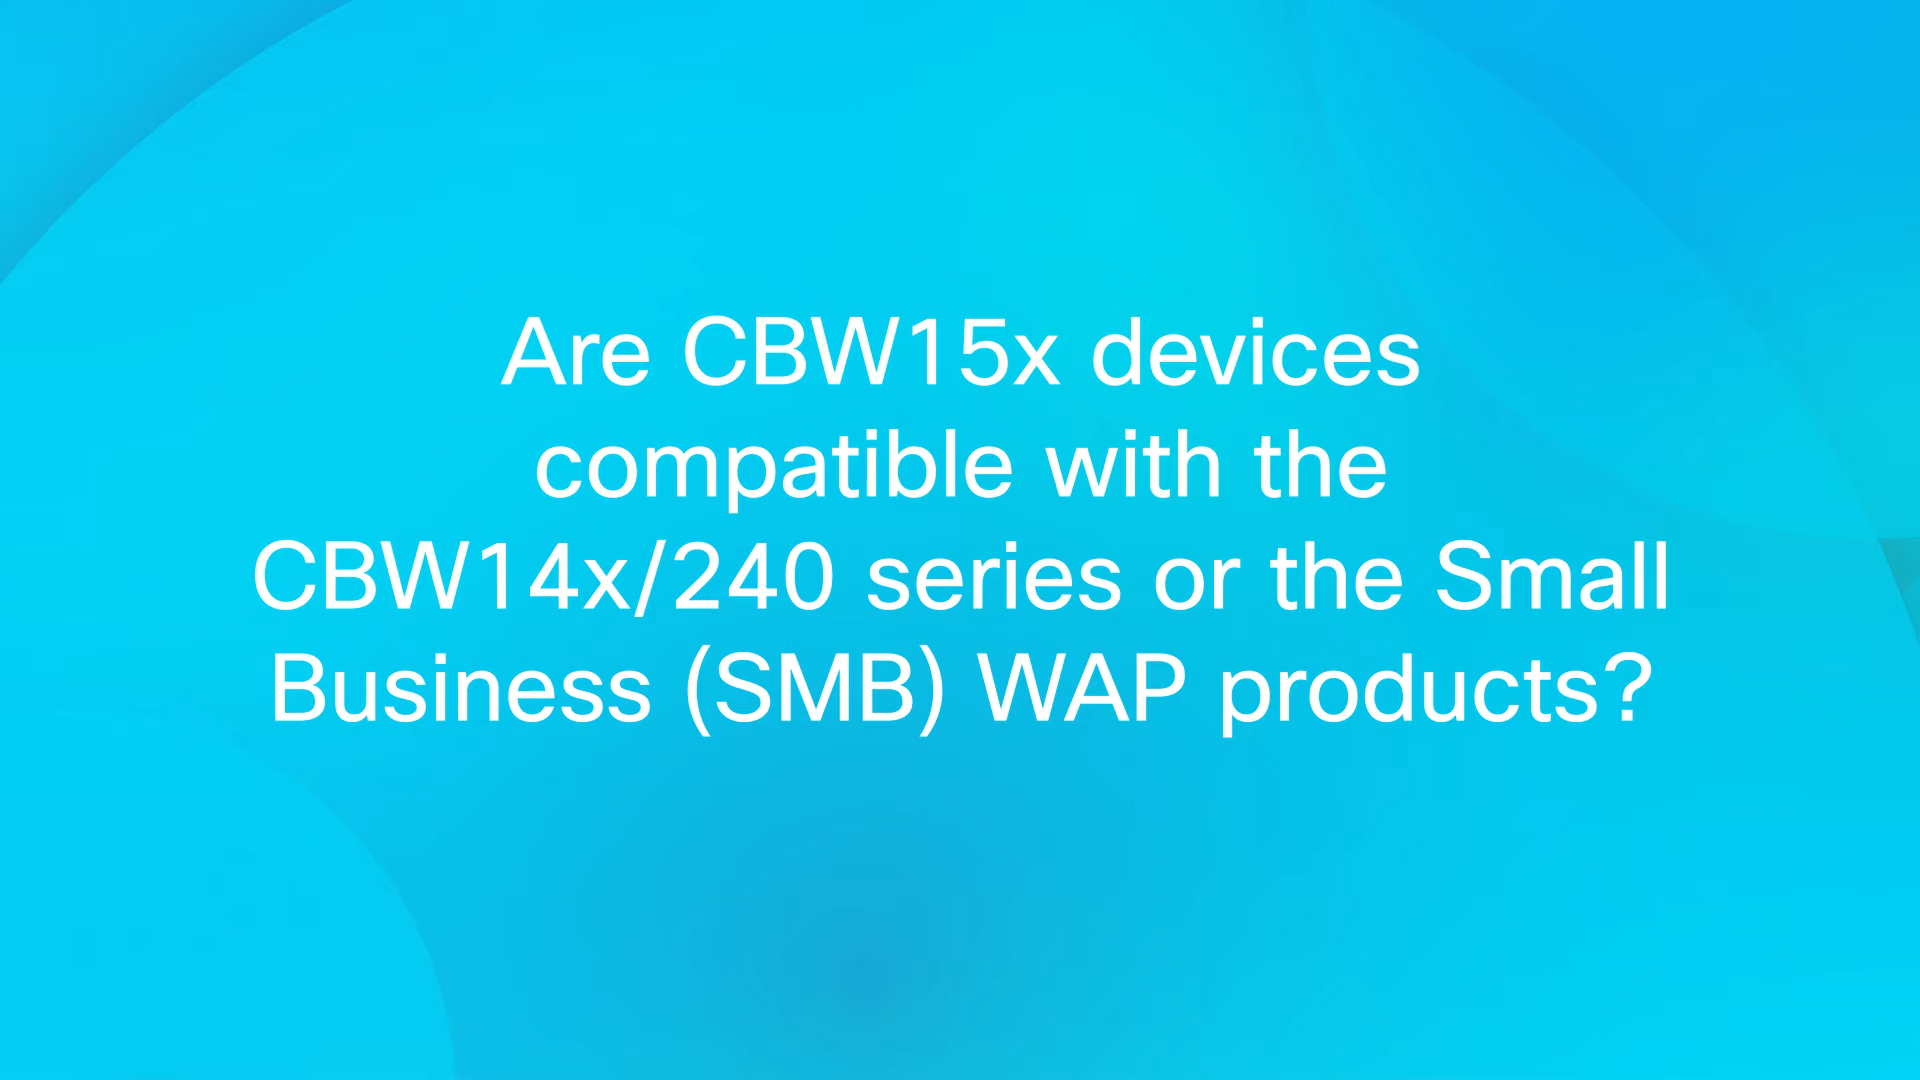 Are CBW15x devices
compatible with the
CBW14x/240 series or the Small
Business (SMB) WAP products?